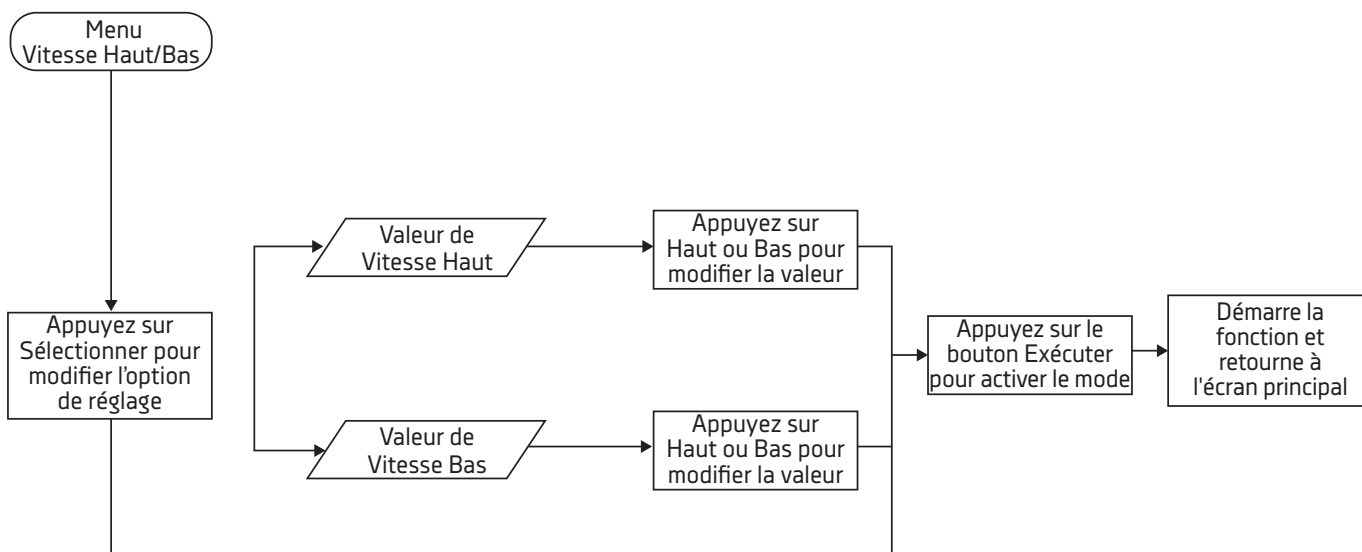 Menu
Vitesse Haut/Bas
Appuyez sur
Sélectionner pour
modifier l'option
de réglage
Valeur de
Vitesse Haut
Appuyez sur
Haut ou Bas pour
modifier la valeur
Valeur de
Vitesse Bas
Appuyez sur
Haut ou Bas pour
modifier la valeur
Appuyez sur le
bouton Exécuter
pour activer le mode
Démarre la
fonction et
retourne à
l'écran principal